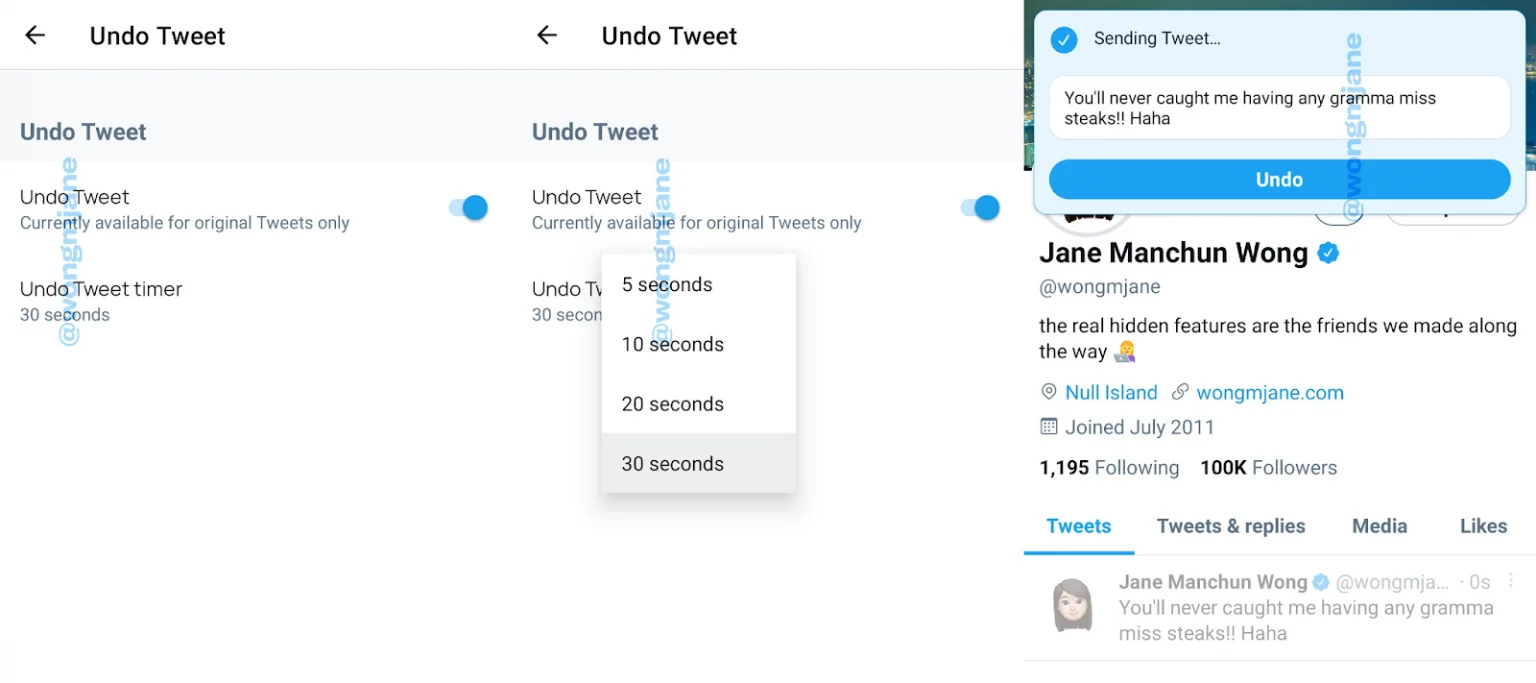 Undo Tweet
Undo Tweet
Undo Tweet
Currently available for original Tweets only
Undo Tweet timer
30 seconds
@wongmjane
Undo Tweet
Undo Tweet
Undo Tweet
Currently available for original Tweets only
Undo Tw
30 secon
5 seconds
10 seconds
20 seconds
30 seconds
@wongmjane
Sending Tweet...
You'll never caught me having any gramma miss
steaks!! Haha
Undo
@wongmjane
Jane Manchun Wong
@wongmjane
the real hidden features are the friends we made along
the way
Null Island wongmjane.com
Joined July 2011
1,195 Following 100K Followers
Tweets Tweets & replies Media Likes
Jane Manchun Wong @wongmja... · 0s
You'll never caught me having any gramma
miss steaks!! Haha